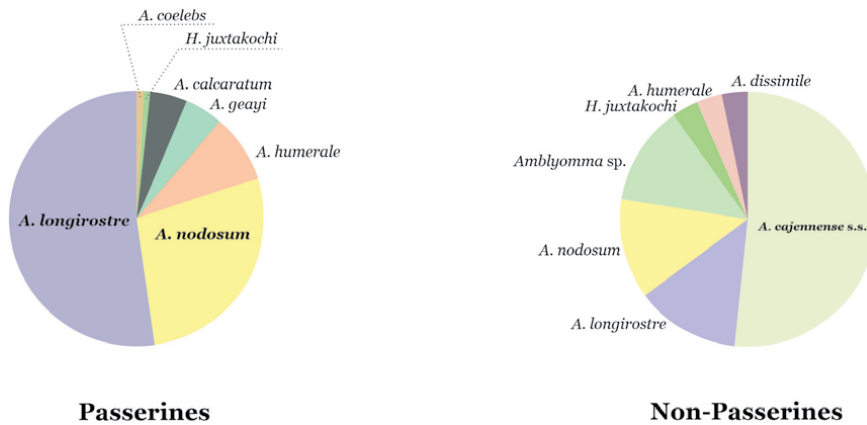 A. coelebs
H. juxtakochi
A. calcaratum
A. geayi
A. humerale
A. longirostre
A. nodosum
Passerines
A. dissimile
A. humerale
H. juxtakochi
Amblyomma sp.
A. cajennense s.s.
A. nodosum
A. longirostre
Non-Passerines